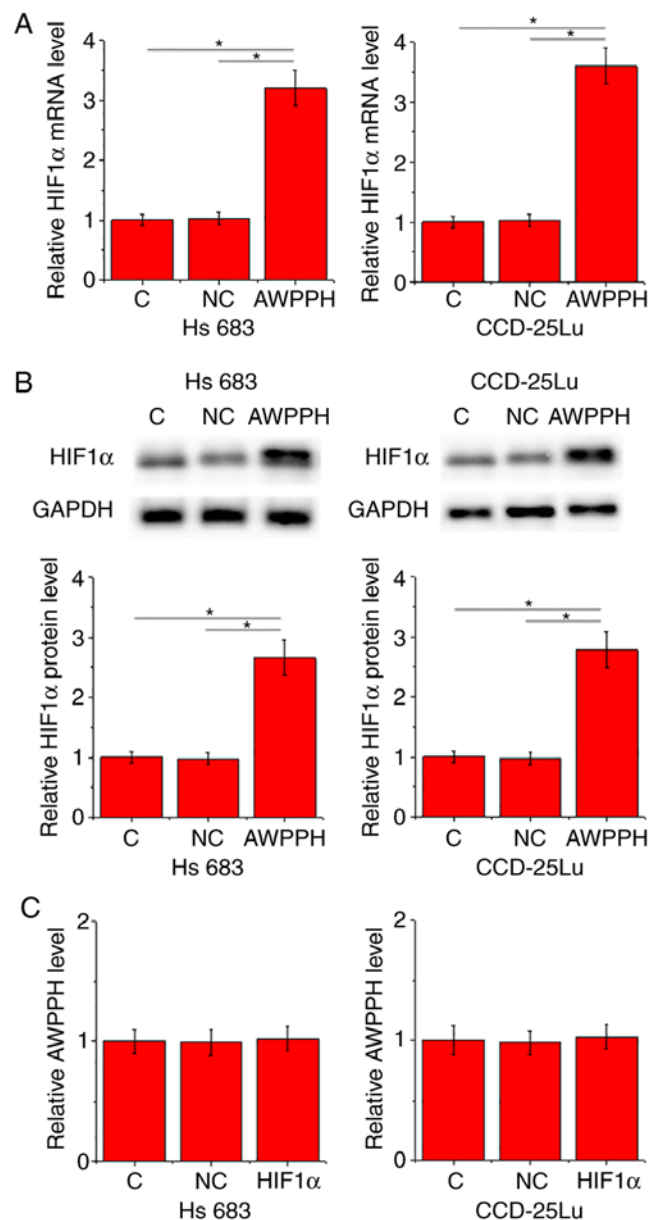 A
Relative HIF1α mRNA level
4
3
2
1
0
*
*
C NC AWPPH
Hs 683
Relative HIF1α mRNA level
4
3
2
1
0
*
*
C NC AWPPH
CCD-25Lu
B
Hs 683
C NC AWPPH
HIF1α
GAPDH
CCD-25Lu
C NC AWPPH
HIF1α
GAPDH
Relative HIF1α protein level
4
3
2
1
0
*
*
C NC AWPPH
Hs 683
Relative HIF1α protein level
4
3
2
1
0
*
*
C NC AWPPH
CCD-25Lu
C
Relative AWPPH level
2
1
0
C NC HIF1α
Hs 683
Relative AWPPH level
2
1
0
C NC HIF1α
CCD-25Lu